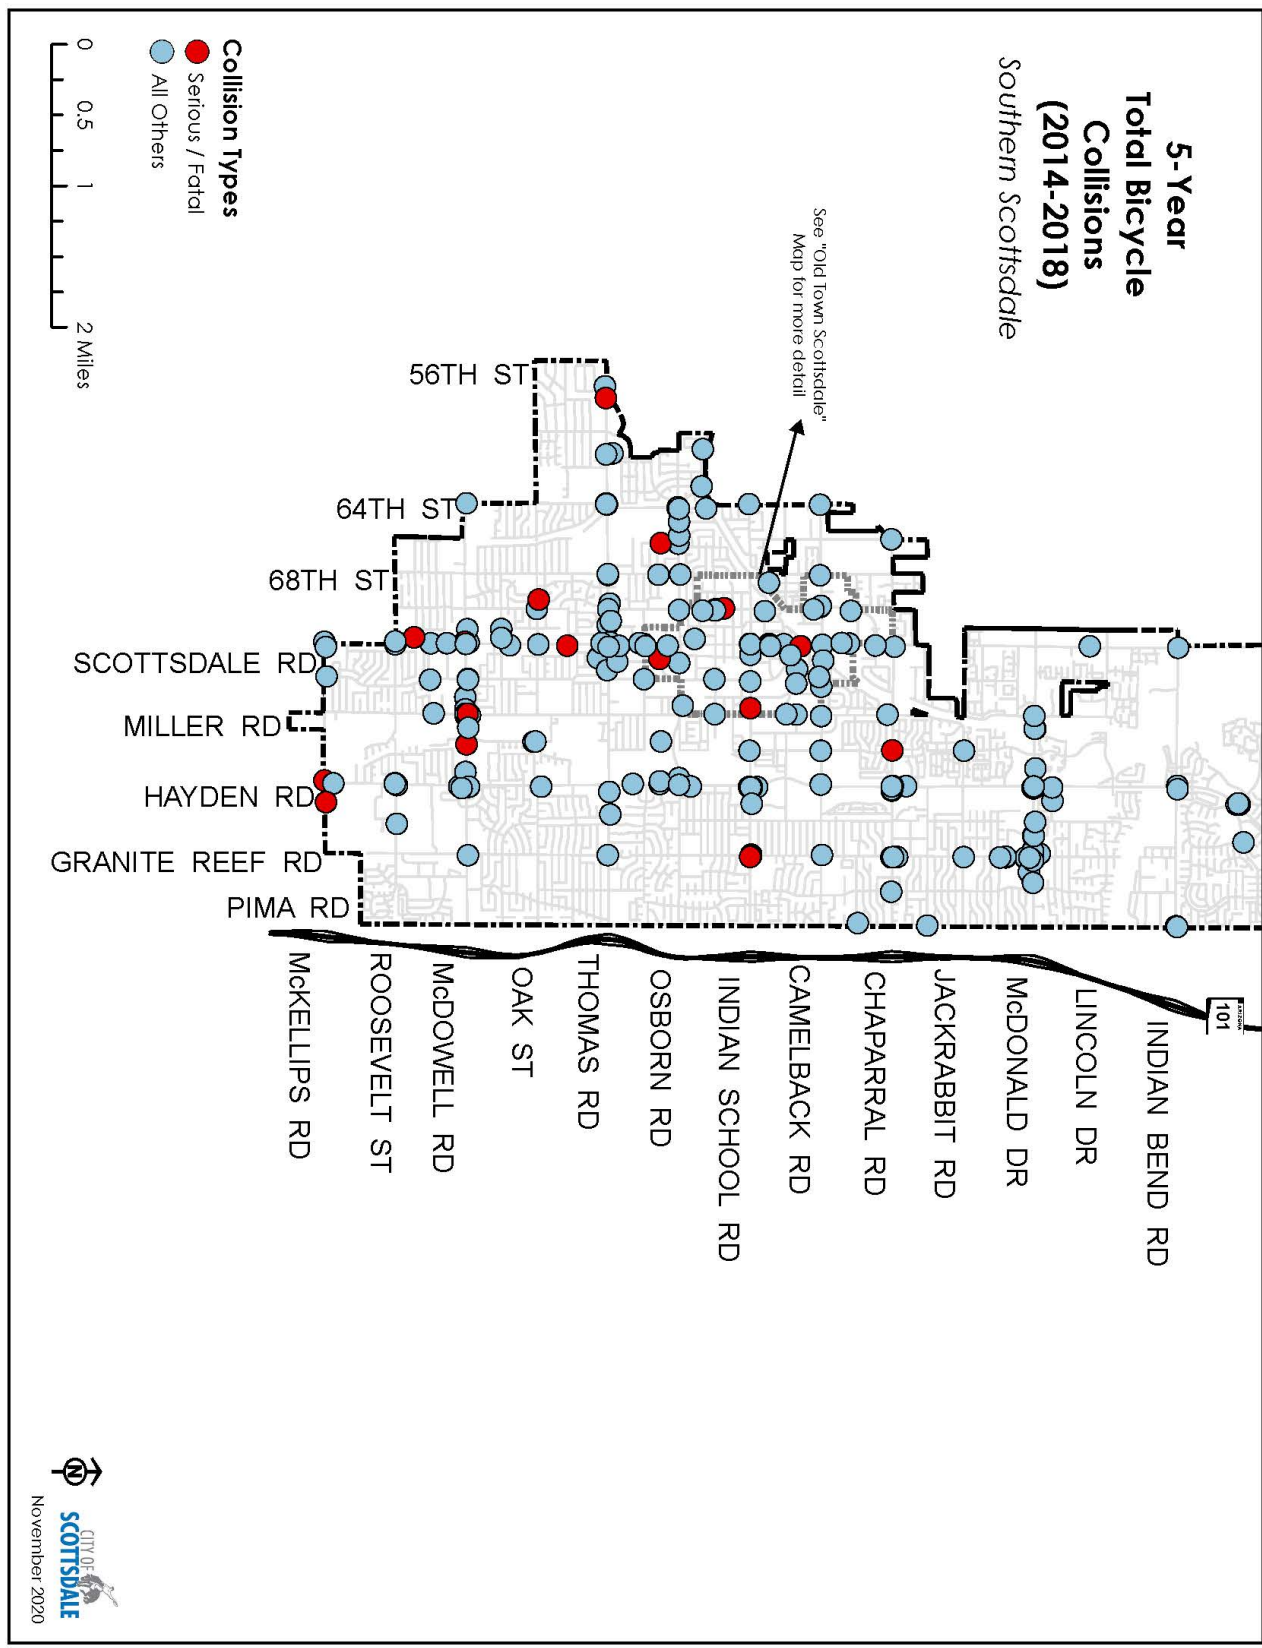 5-Year
Total Bicycle
Collisions
(2014-2018)
Southern Scottsdale
See "Old Town Scottsdale"
Map for more detail
Collision Types
Serious / Fatal
All Others
0 0.5 1 2 Miles
56TH ST
64TH ST
68TH ST
SCOTTSDALE RD
MILLER RD
HAYDEN RD
GRANITE REEF RD
PIMA RD
McKELLIPS RD
ROOSEVELT ST
McDOWELL RD
OAK ST
THOMAS RD
OSBORN RD
INDIAN SCHOOL RD
CAMELBACK RD
CHAPARRAL RD
JACKRABBIT RD
McDONALD DR
LINCOLN DR
INDIAN BEND RD
ARIZONA
101
N
CITY OF
SCOTTSDALE
November 2020